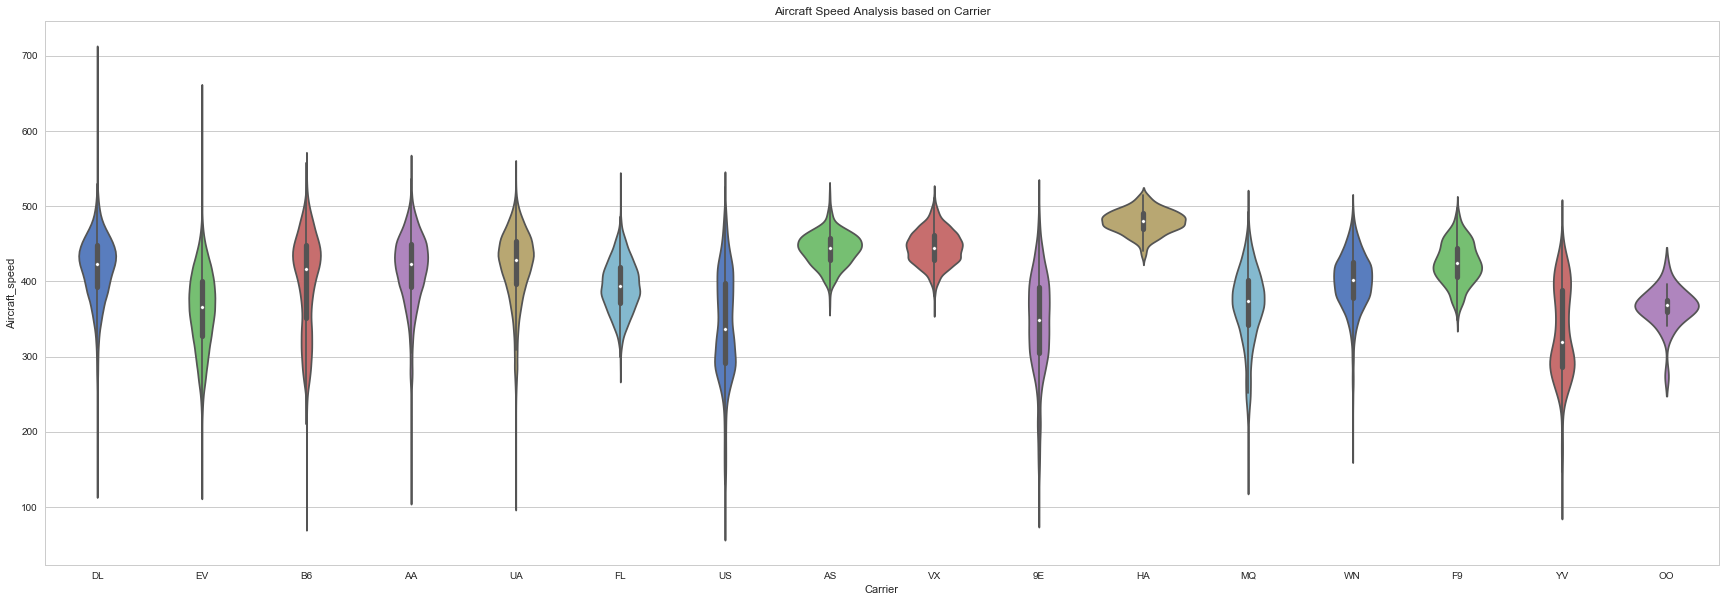 Aircraft Speed Analysis based on Carrier
700
600
500
400
300
200
100
Aircraft_speed
DL EV B6 AA UA FL US AS VX 9E HA MQ WN F9 YV OO
Carrier